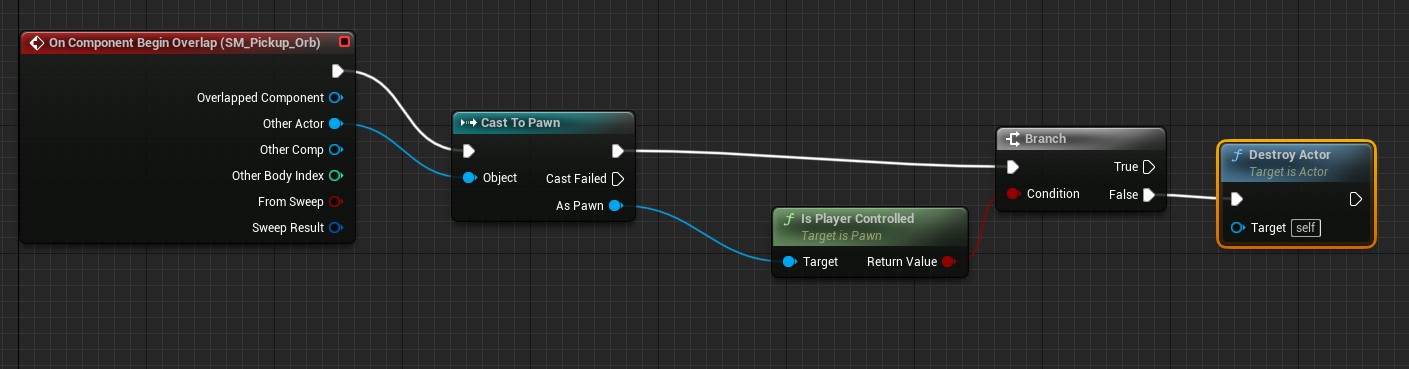 On Component Begin Overlap (SM_Pickup_Orb)
Overlapped Component
Other Actor
Other Comp
Other Body Index
From Sweep
Sweep Result
Cast To Pawn
Object
Cast Failed
As Pawn
Is Player Controlled
Target is Pawn
Target
Return Value
Branch
True
Condition
False
Destroy Actor
Target is Actor
Target self